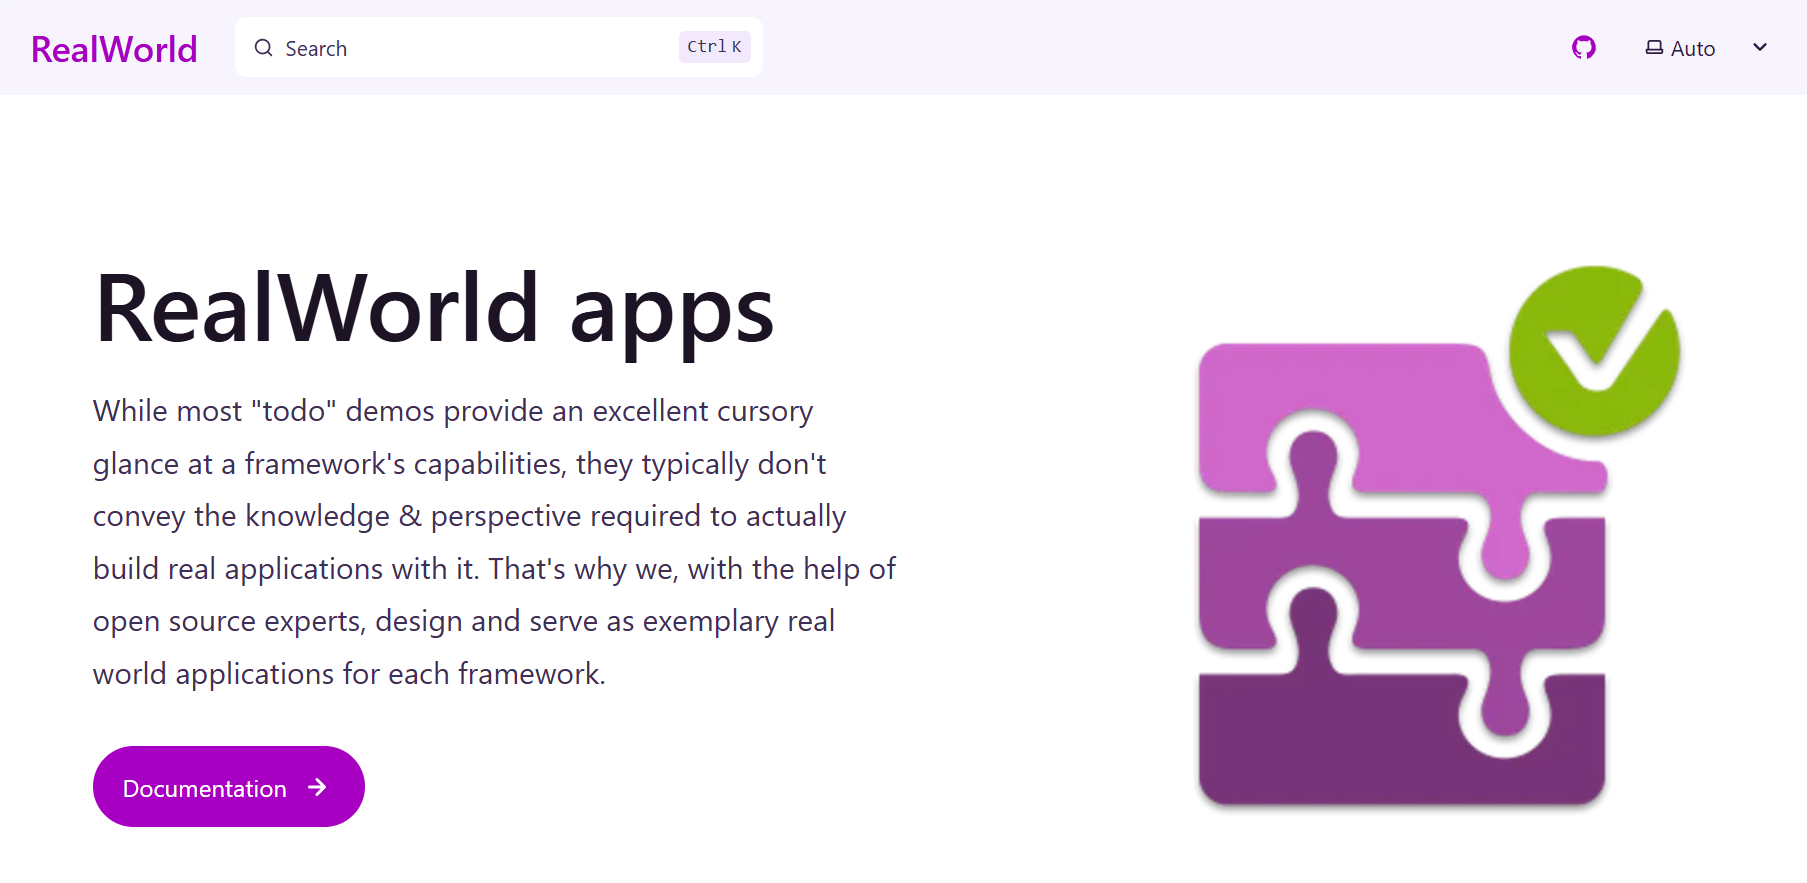 RealWorld
Search
Ctrl K
Auto
RealWorld apps
While most "todo" demos provide an excellent cursory
glance at a framework's capabilities, they typically don't
convey the knowledge & perspective required to actually
build real applications with it. That's why we, with the help of
open source experts, design and serve as exemplary real
world applications for each framework.
Documentation